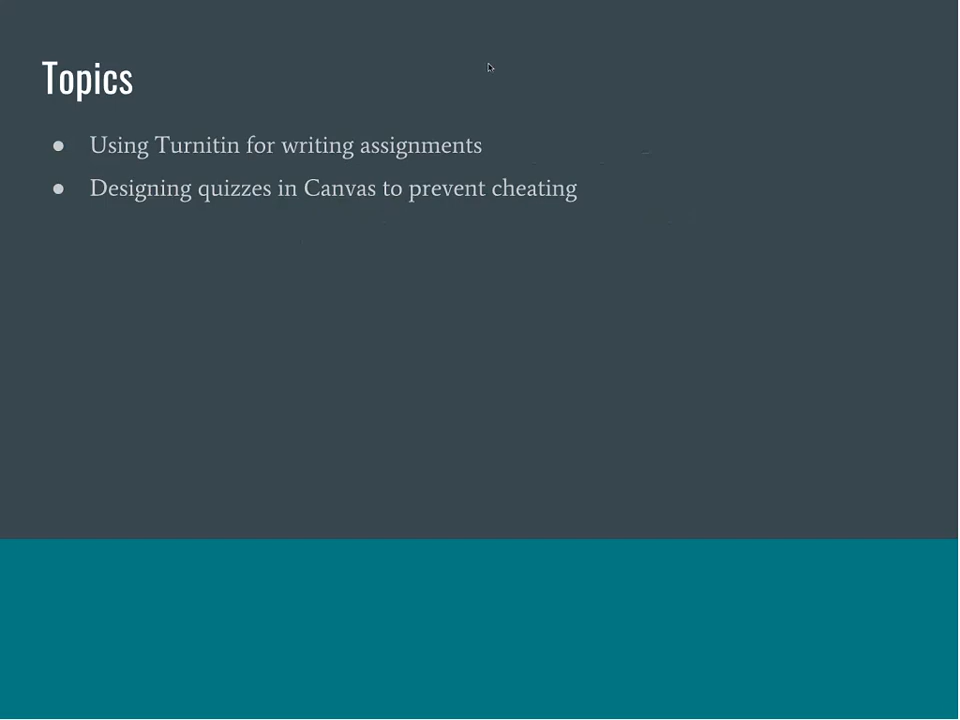 Topics
● Using Turnitin for writing assignments
● Designing quizzes in Canvas to prevent cheating